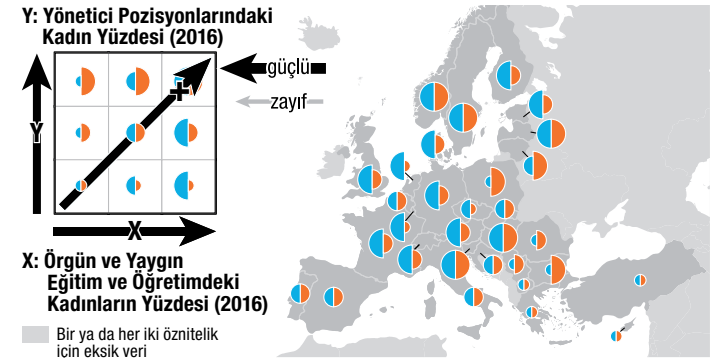 Y: Yönetici Pozisyonlarındaki
Kadın Yüzdesi (2016)
güçlü
zayıf
Y
+
X
X: Örgün ve Yaygın
Eğitim ve Öğretimdeki
Kadınların Yüzdesi (2016)
Bir ya da her iki öznitelik
için eksik veri